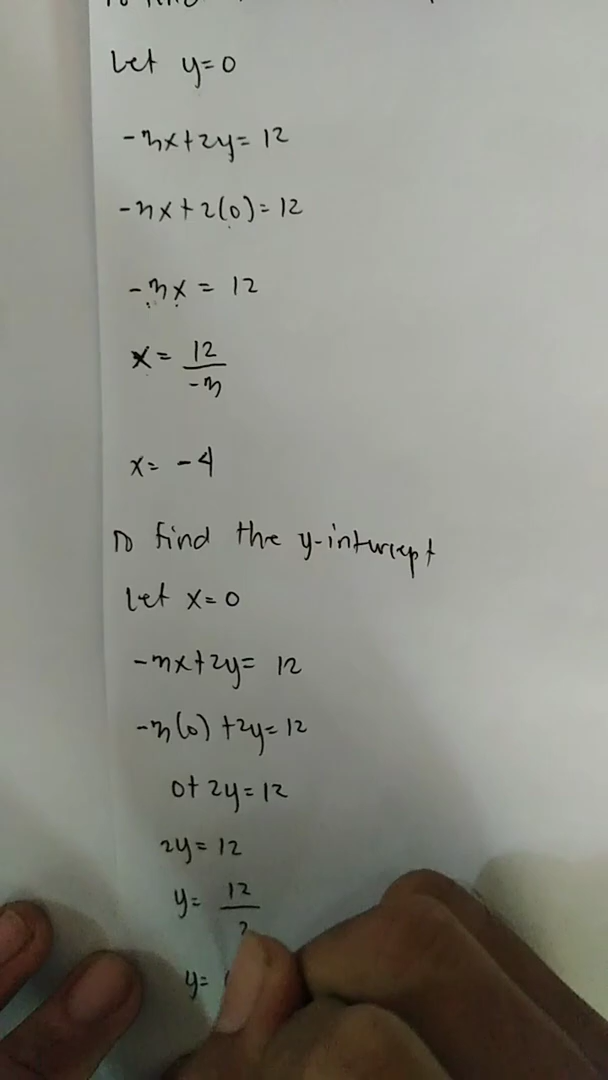 Let y=0
-3x+2y=12
-3x+2(0)=12
-3x=12
x=12/-3
x=-4
To find the y-intercept
Let x=0
-3x+2y=12
-3(0)+2y=12
0+2y=12
2y=12
y=12/2
y=